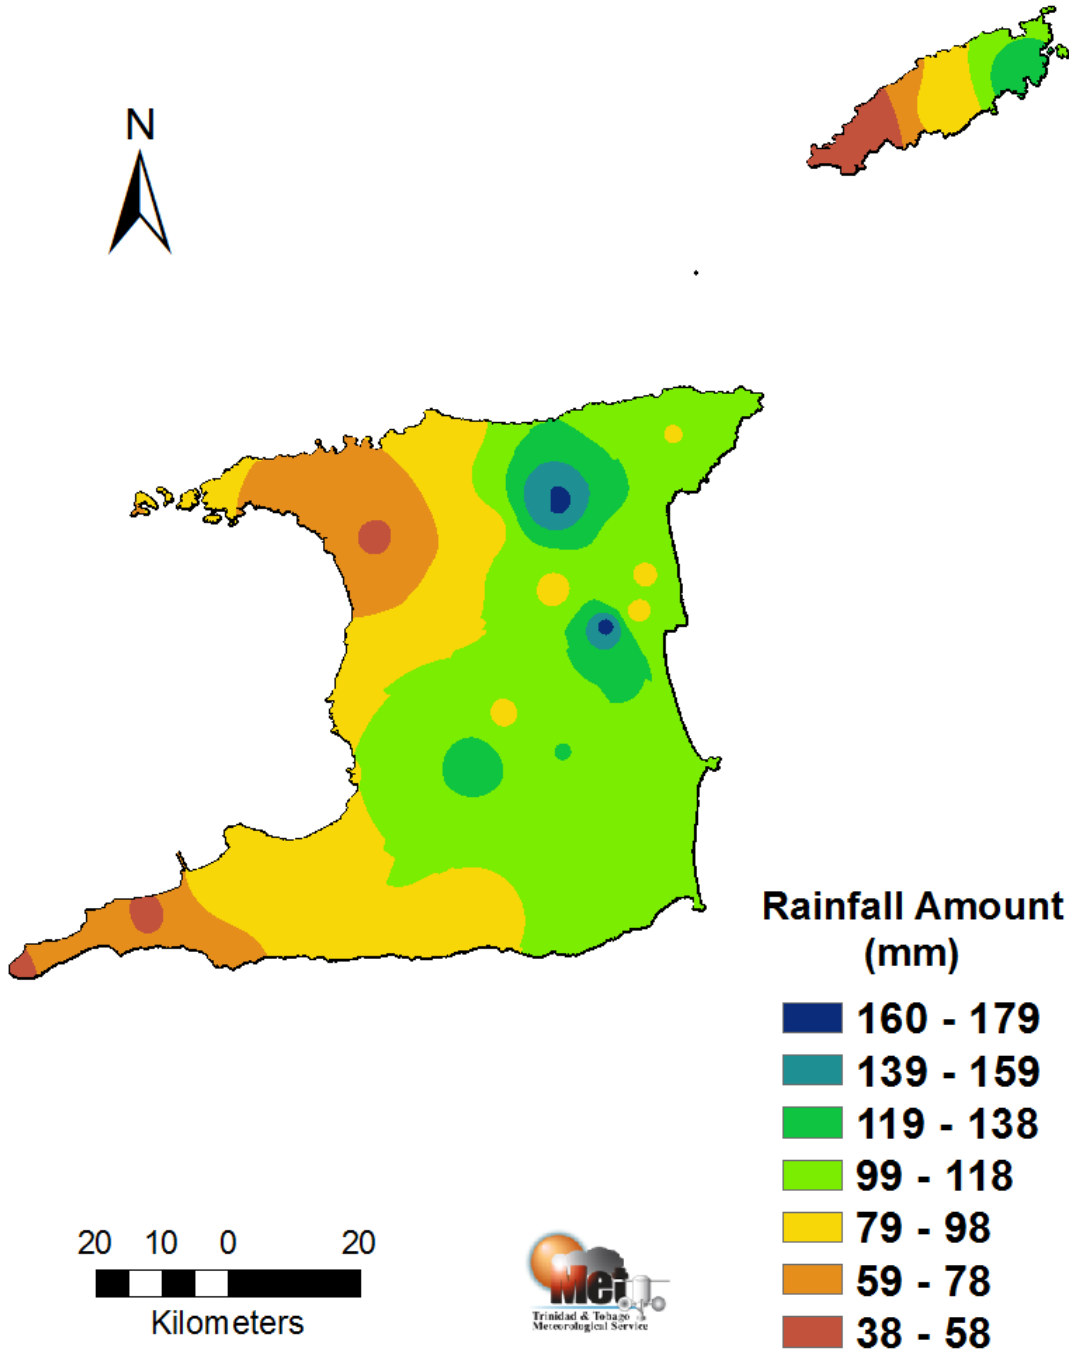 N
Rainfall Amount
(mm)
160 - 179
139 - 159
119 - 138
99 - 118
79 - 98
59 - 78
38 - 58
20 10 0 20
Kilometers
Met
Trinidad & Tobago
Meteorological Service